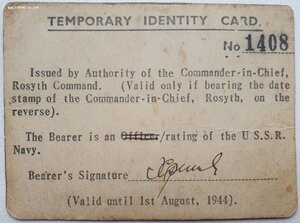 TEMPORARY IDENTITY CARD.
No 1408
Issued by Authority of the Commander-in-Chief,
Rosyth Command. (Valid only if bearing the date
stamp of the Commander-in-Chief, Rosyth, on the
reverse).
The Bearer is an Officer/rating of the U.S.S.R.
Navy.
Bearer's Signature
(Valid until 1st August, 1944).